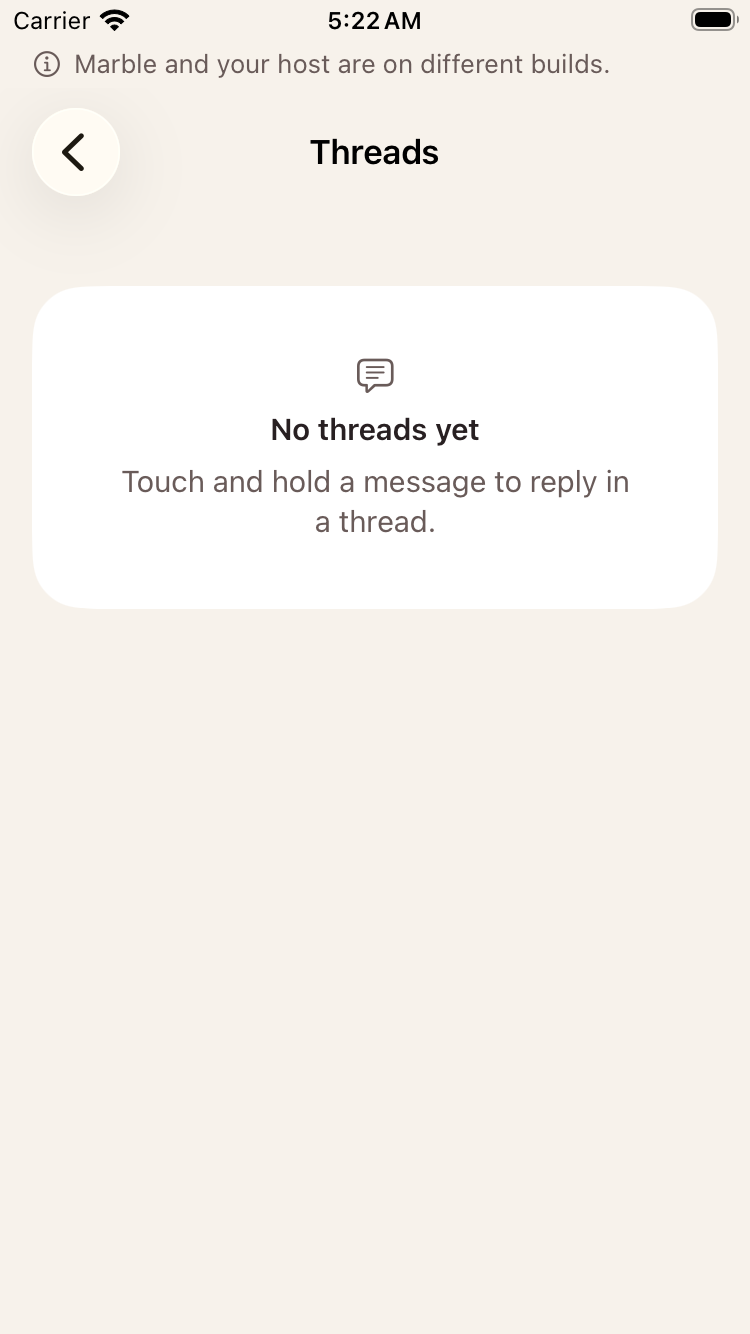 Carrier
5:22 AM
Marble and your host are on different builds.
Threads
No threads yet
Touch and hold a message to reply in
a thread.